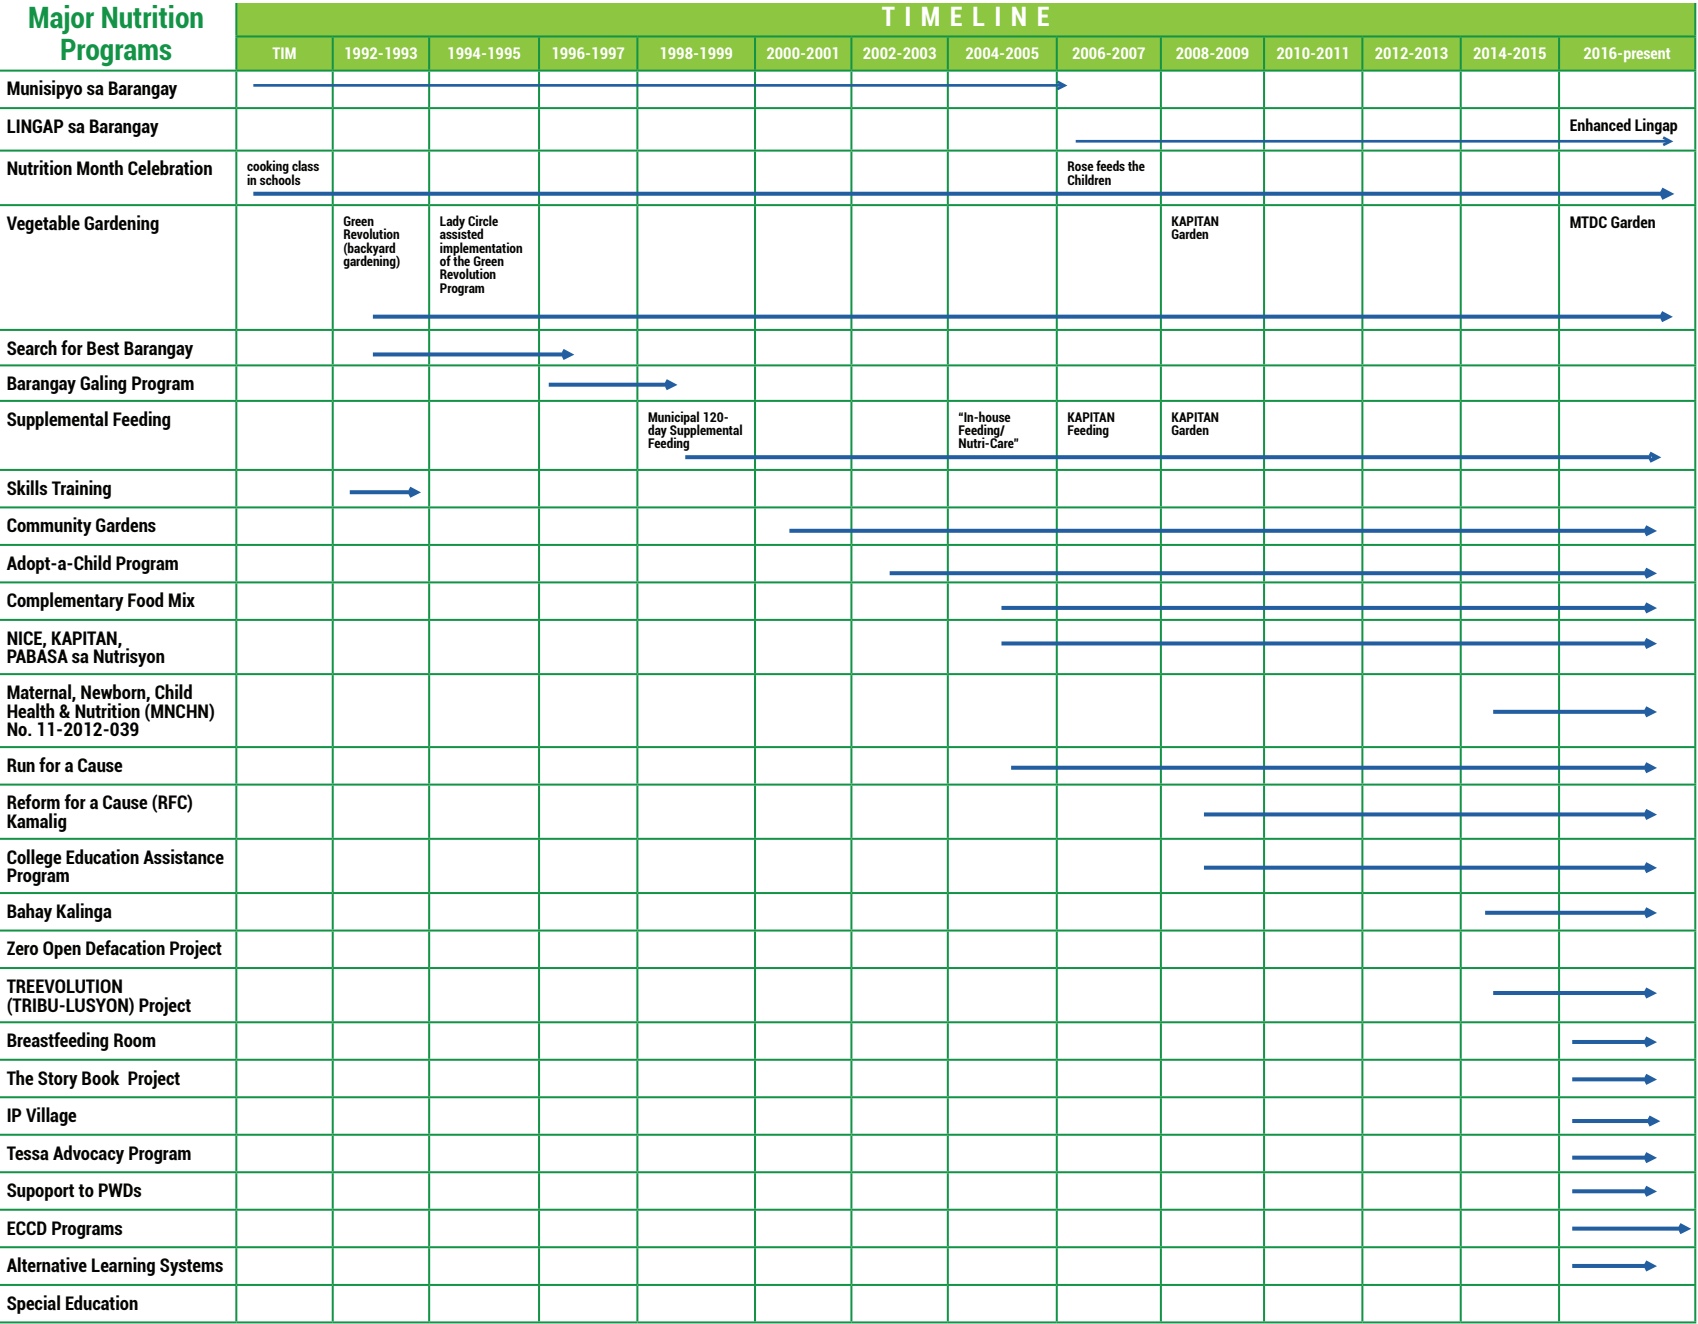 Major Nutrition
Programs
TIMELINE
TIM 1992-1993 1994-1995 1996-1997 1998-1999 2000-2001 2002-2003 2004-2005 2006-2007 2008-2009 2010-2011 2012-2013 2014-2015 2016-present
Munisipyo sa Barangay
LINGAP sa Barangay
Enhanced Lingap
Nutrition Month Celebration
cooking class
in schools
Rose feeds the
Children
Vegetable Gardening
Green
Revolution
(backyard
gardening)
Lady Circle
assisted
implementation
of the Green
Revolution
Program
KAPITAN
Garden
MTDC Garden
Search for Best Barangay
Barangay Galing Program
Supplemental Feeding
Municipal 120-
day Supplemental
Feeding
“In-house
Feeding/
Nutri-Care”
KAPITAN
Feeding
KAPITAN
Garden
Skills Training
Community Gardens
Adopt-a-Child Program
Complementary Food Mix
NICE, KAPITAN,
PABASA sa Nutrisyon
Maternal, Newborn, Child
Health & Nutrition (MNCHN)
No. 11-2012-039
Run for a Cause
Reform for a Cause (RFC)
Kamalig
College Education Assistance
Program
Bahay Kalinga
Zero Open Defacation Project
TREEVOLUTION
(TRIBU-LUSYON) Project
Breastfeeding Room
The Story Book Project
IP Village
Tessa Advocacy Program
Supoport to PWDs
ECCD Programs
Alternative Learning Systems
Special Education